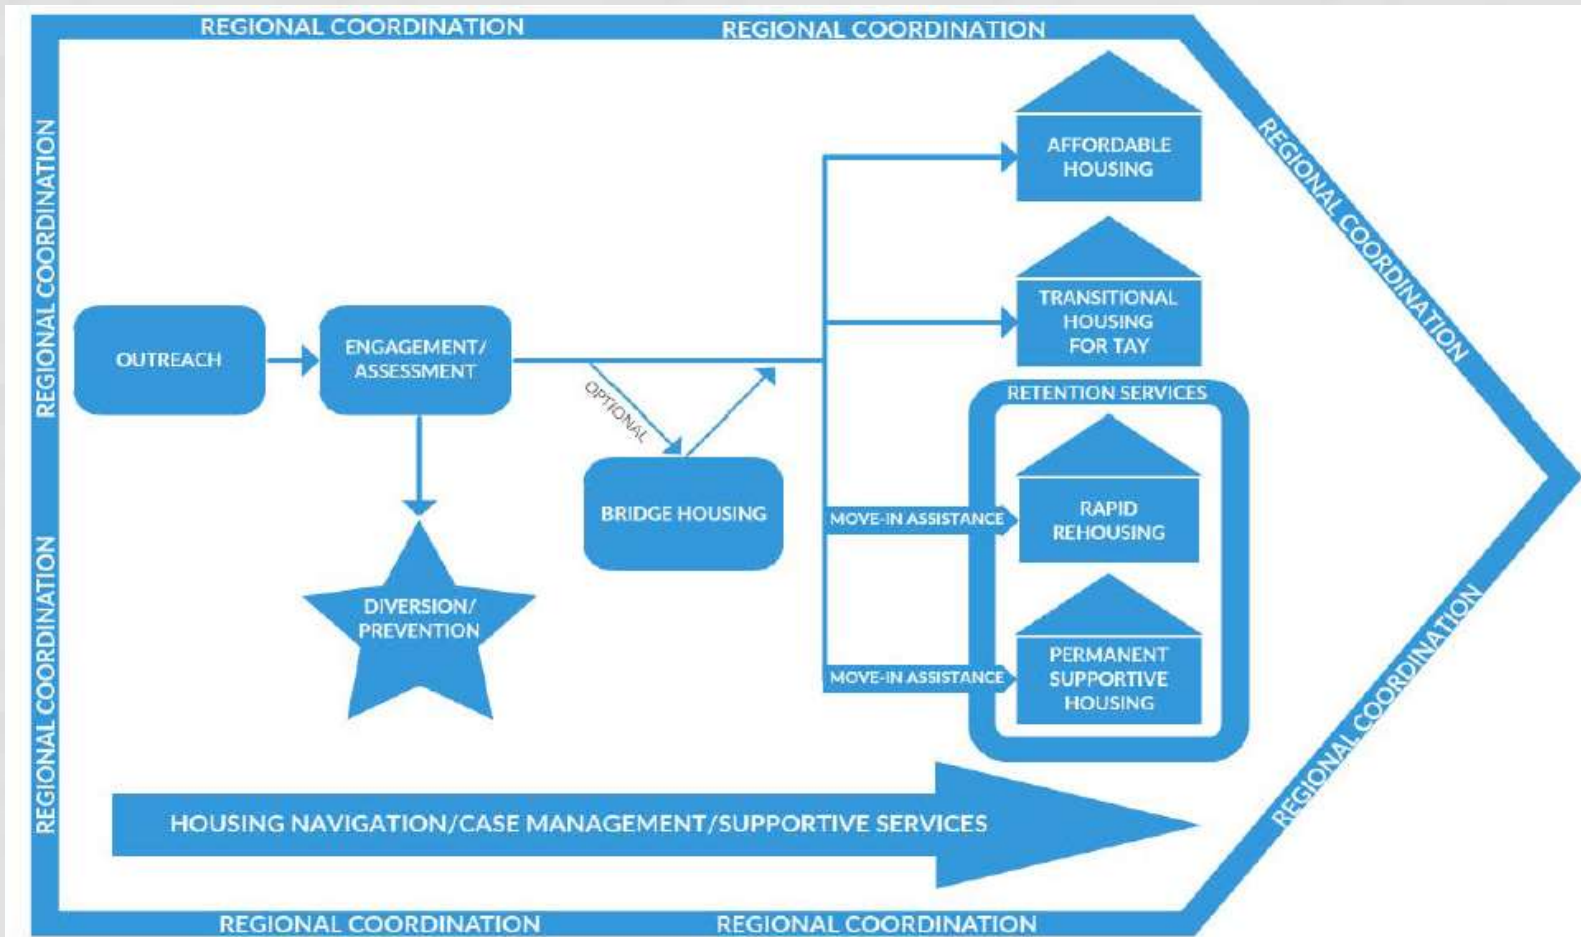 REGIONAL COORDINATION
REGIONAL COORDINATION
REGIONAL COORDINATION
REGIONAL COORDINATION
REGIONAL COORDINATION
AFFORDABLE
HOUSING
TRANSITIONAL
HOUSING
FOR TAY
OUTREACH
ENGAGEMENT/
ASSESSMENT
OPTIONAL
BRIDGE HOUSING
RETENTION SERVICES
MOVE-IN ASSISTANCE
RAPID
REHOUSING
DIVERSION/
PREVENTION
MOVE-IN ASSISTANCE
PERMANENT
SUPPORTIVE
HOUSING
REGIONAL COORDINATION
REGIONAL COORDINATION
HOUSING NAVIGATION/CASE MANAGEMENT/SUPPORTIVE SERVICES
REGIONAL COORDINATION